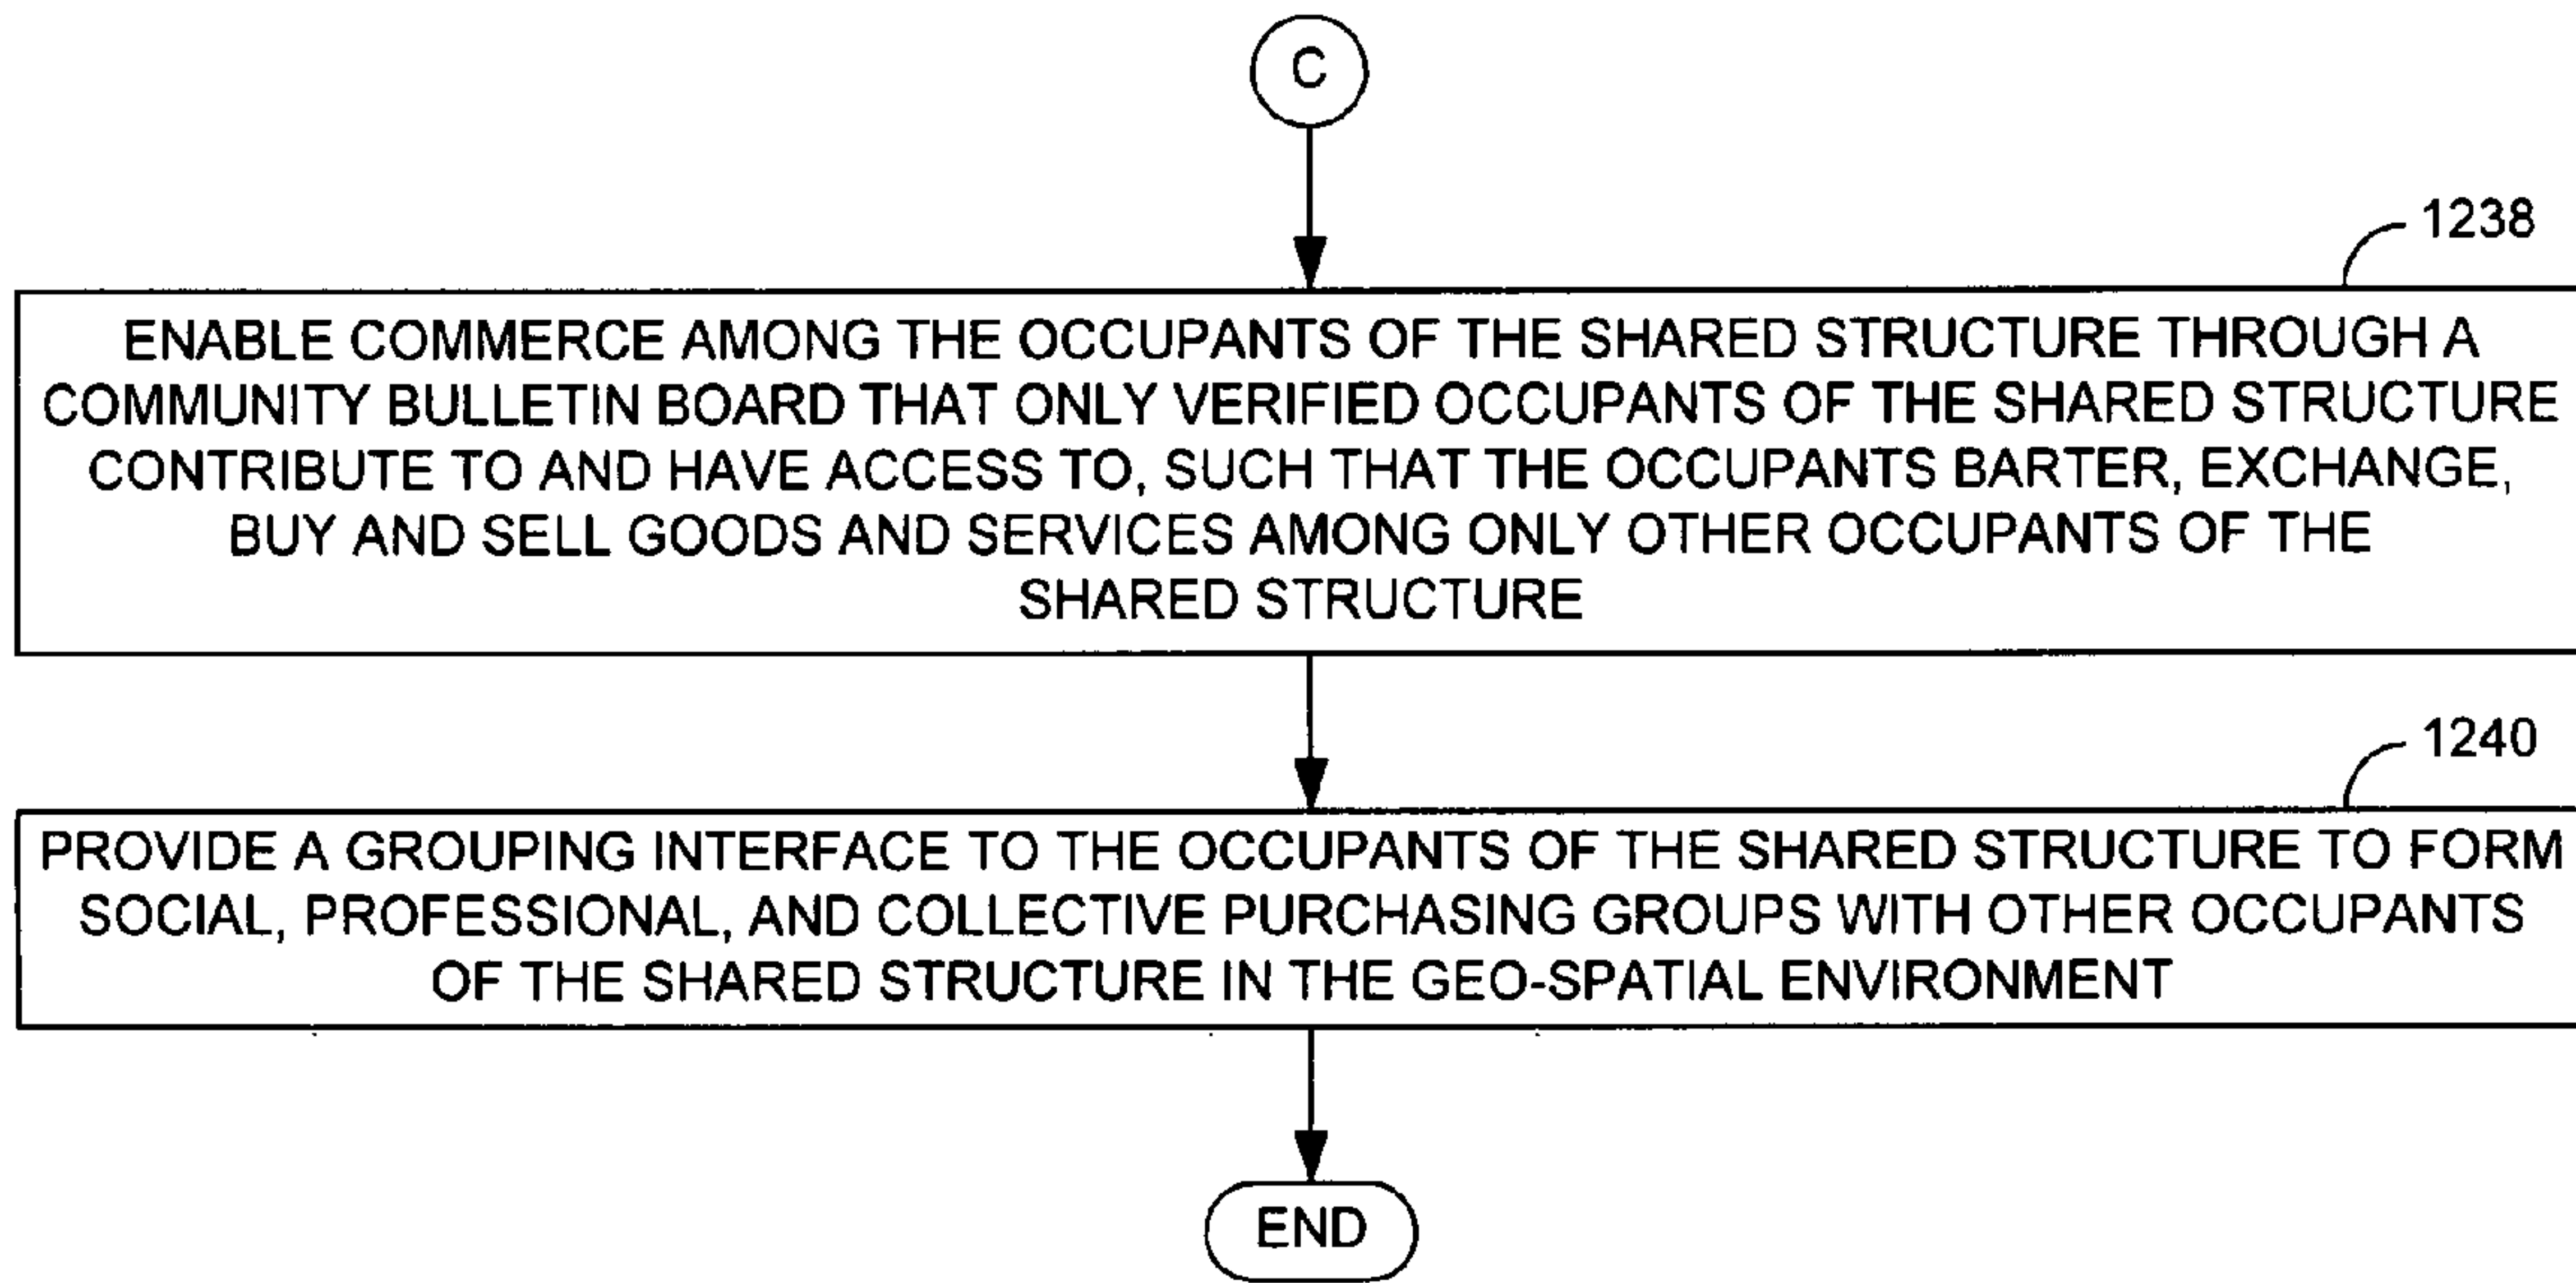 C
1238
ENABLE COMMERCE AMONG THE OCCUPANTS OF THE SHARED STRUCTURE THROUGH A
COMMUNITY BULLETIN BOARD THAT ONLY VERIFIED OCCUPANTS OF THE SHARED STRUCTURE
CONTRIBUTE TO AND HAVE ACCESS TO, SUCH THAT THE OCCUPANTS BARTER, EXCHANGE,
BUY AND SELL GOODS AND SERVICES AMONG ONLY OTHER OCCUPANTS OF THE
SHARED STRUCTURE
1240
PROVIDE A GROUPING INTERFACE TO THE OCCUPANTS OF THE SHARED STRUCTURE TO FORM
SOCIAL, PROFESSIONAL, AND COLLECTIVE PURCHASING GROUPS WITH OTHER OCCUPANTS
OF THE SHARED STRUCTURE IN THE GEO-SPATIAL ENVIRONMENT
END